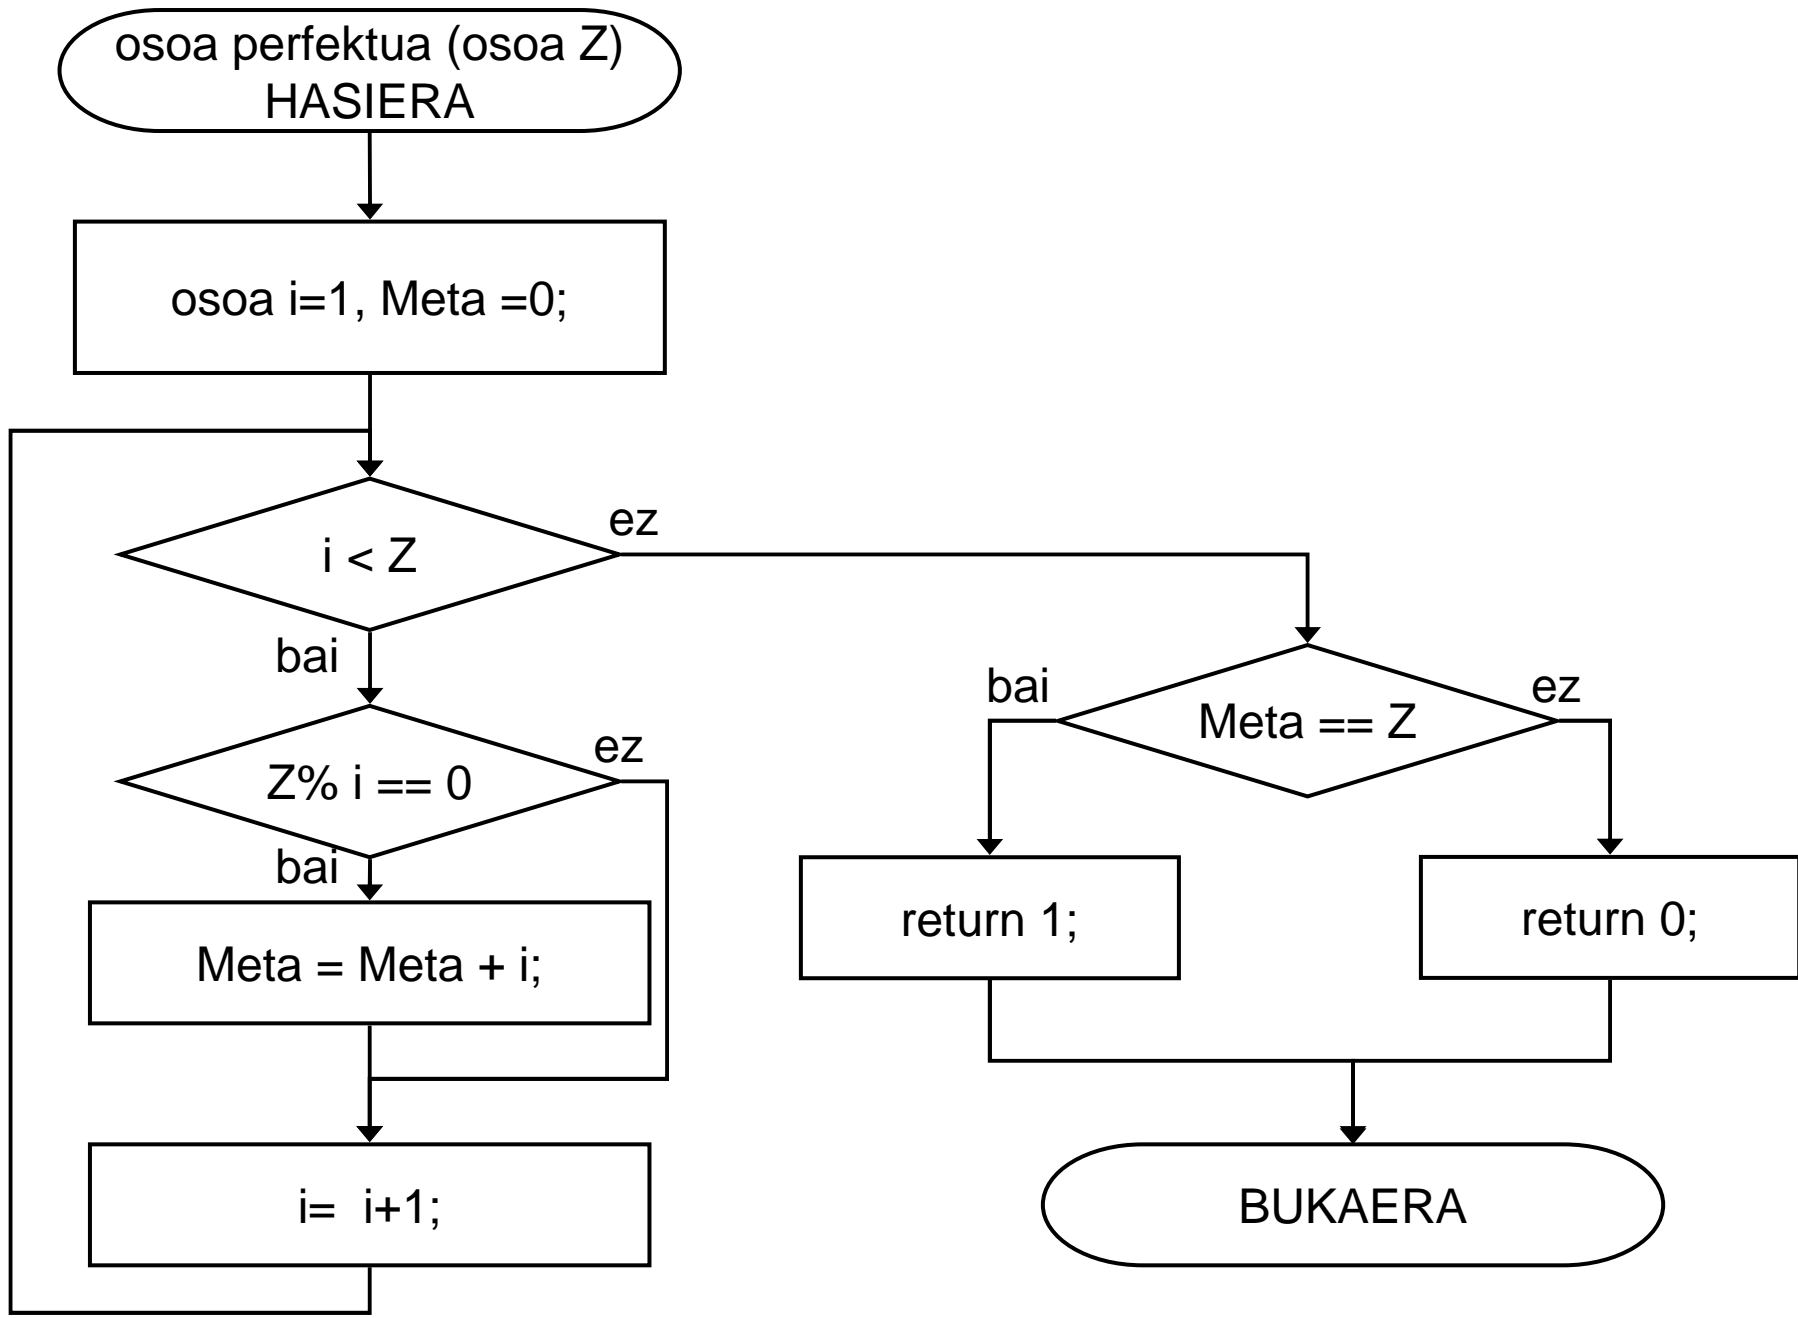 osoa perfektua (osoa Z)
HASIERA
osoa i=1, Meta =0;
i < Z
ez
bai
Z% i == 0
ez
bai
Meta = Meta + i;
i=  i+1;
Meta == Z
bai
ez
return 1;
return 0;
BUKAERA